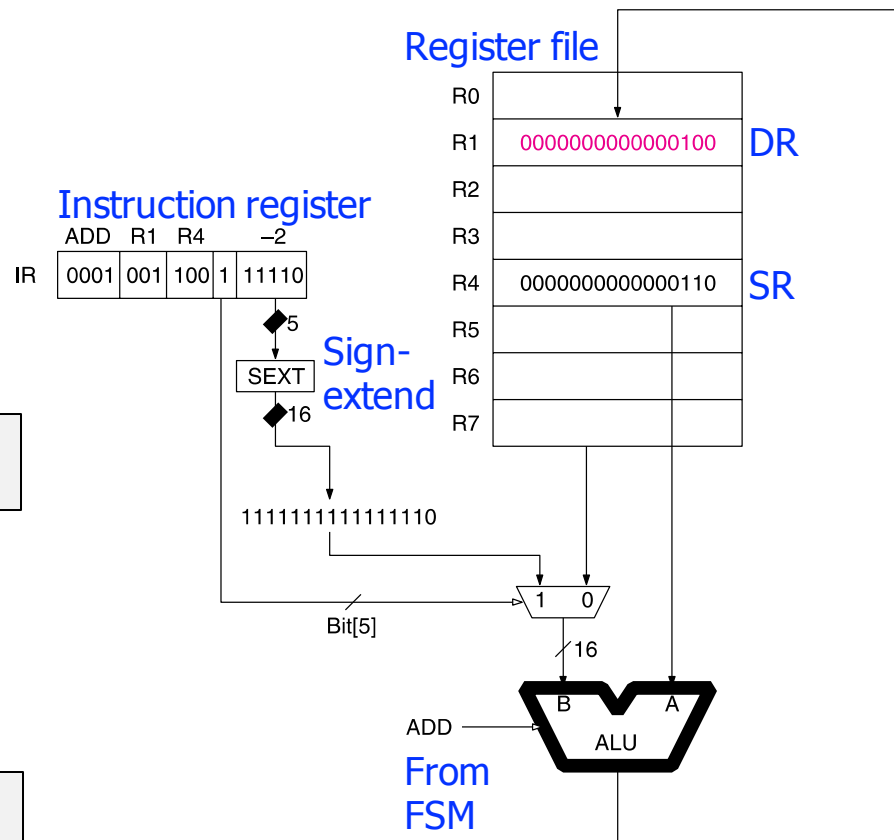 Register file
R0
R1 0000000000000100 DR
R2
Instruction register
R3
ADD R1 R4 –2
IR 0001 001 100 1 11110
R4 0000000000000110 SR
5
R5
Sign-
extend
SEXT
R6
16
R7
1111111111111110
1 0
Bit[5]
16
B A
ADD
ALU
From
FSM